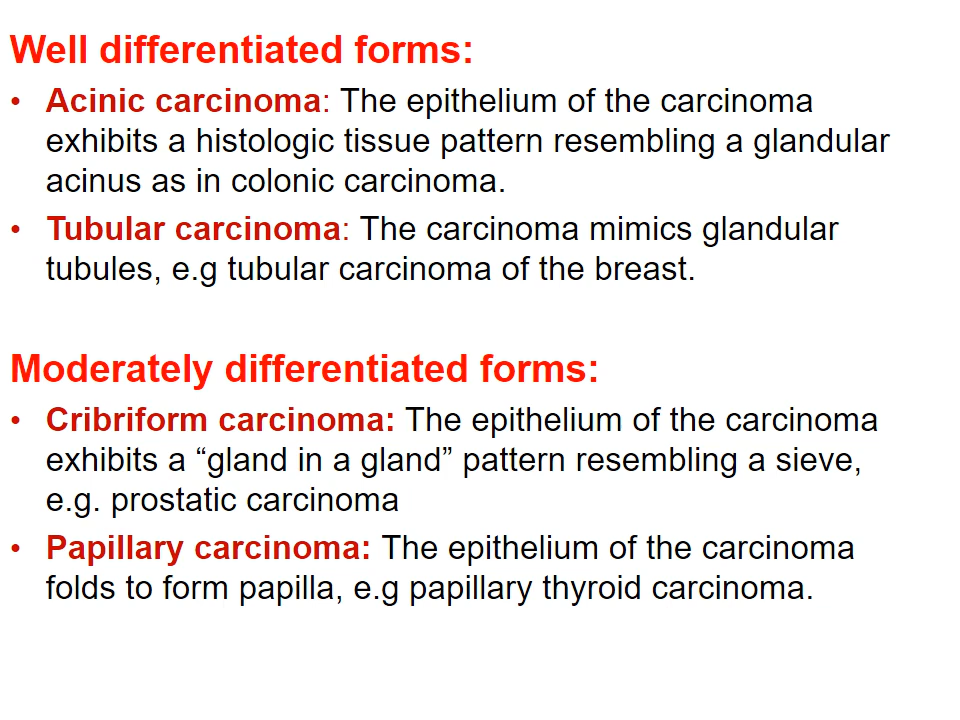 Well differentiated forms:
• Acinic carcinoma: The epithelium of the carcinoma
exhibits a histologic tissue pattern resembling a glandular
acinus as in colonic carcinoma.
• Tubular carcinoma: The carcinoma mimics glandular
tubules, e.g tubular carcinoma of the breast.
Moderately differentiated forms:
• Cribriform carcinoma: The epithelium of the carcinoma
exhibits a “gland in a gland” pattern resembling a sieve,
e.g. prostatic carcinoma
• Papillary carcinoma: The epithelium of the carcinoma
folds to form papilla, e.g papillary thyroid carcinoma.